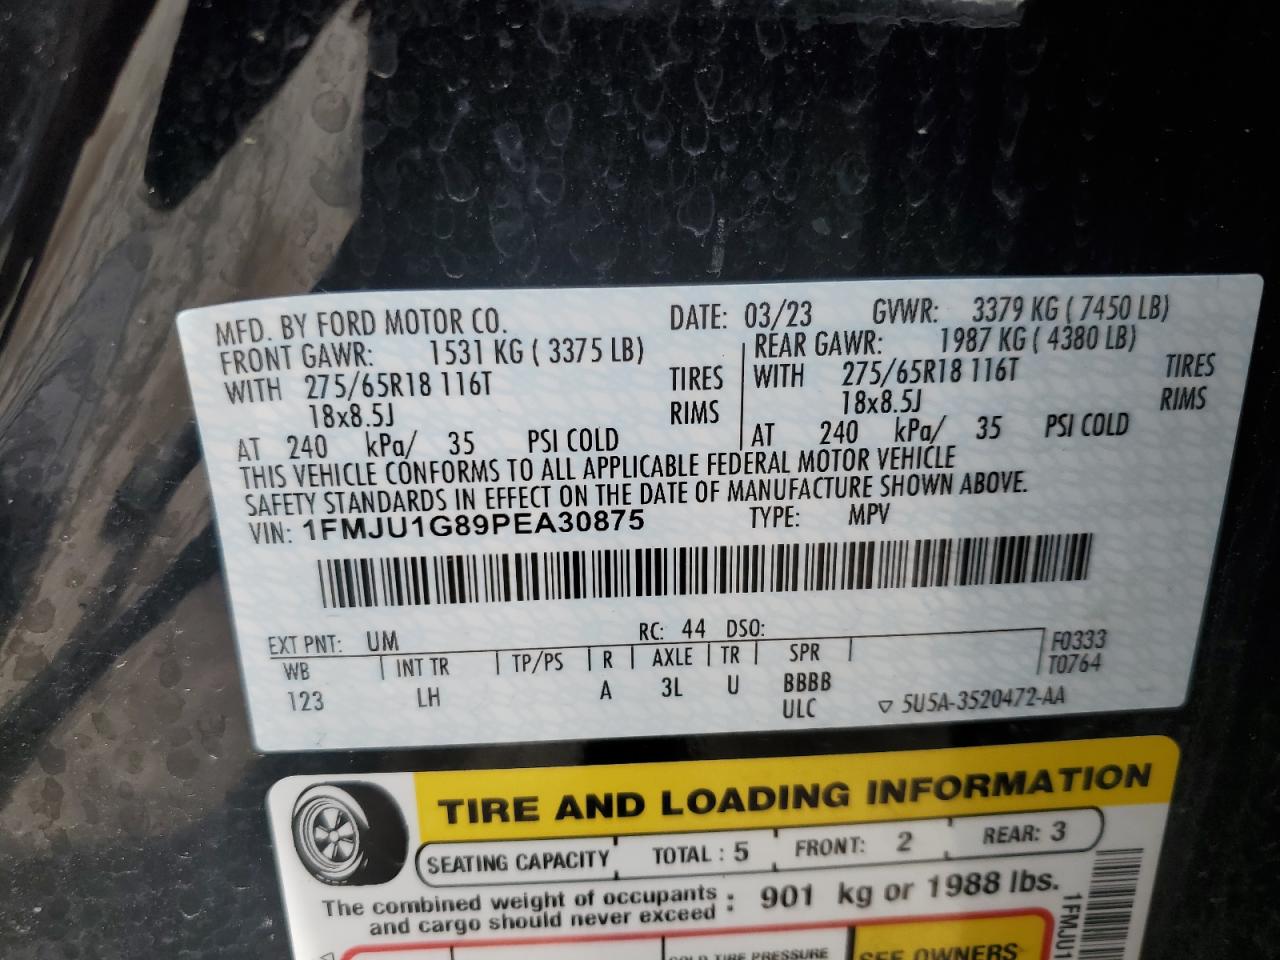 MFD. BY FORD MOTOR CO. DATE: 03/23 GVWR: 3379 KG ( 7450 LB)
FRONT GAWR: 1531 KG ( 3375 LB) REAR GAWR: 1987 KG ( 4380 LB)
WITH 275/65R18 116T TIRES WITH 275/65R18 116T TIRES
18x8.5J RIMS 18x8.5J RIMS
AT 240 kPa/ 35 PSI COLD AT 240 kPa/ 35 PSI COLD
THIS VEHICLE CONFORMS TO ALL APPLICABLE FEDERAL MOTOR VEHICLE
SAFETY STANDARDS IN EFFECT ON THE DATE OF MANUFACTURE SHOWN ABOVE.
VIN: 1FMJU1G89PEA30875 TYPE: MPV
EXT PNT: UM RC: 44 DSO: F0333
WB INT TR TP/PS R AXLE TR SPR T0764
123 LH A 3L U BBBB
ULC ▽ 5U5A-3520472-AA
TIRE AND LOADING INFORMATION
SEATING CAPACITY TOTAL : 5 FRONT: 2 REAR: 3
The combined weight of occupants and cargo should never exceed : 901 kg or 1988 lbs.
COLD TIRE PRESSURE
SEE OWNERS
1FMJU1